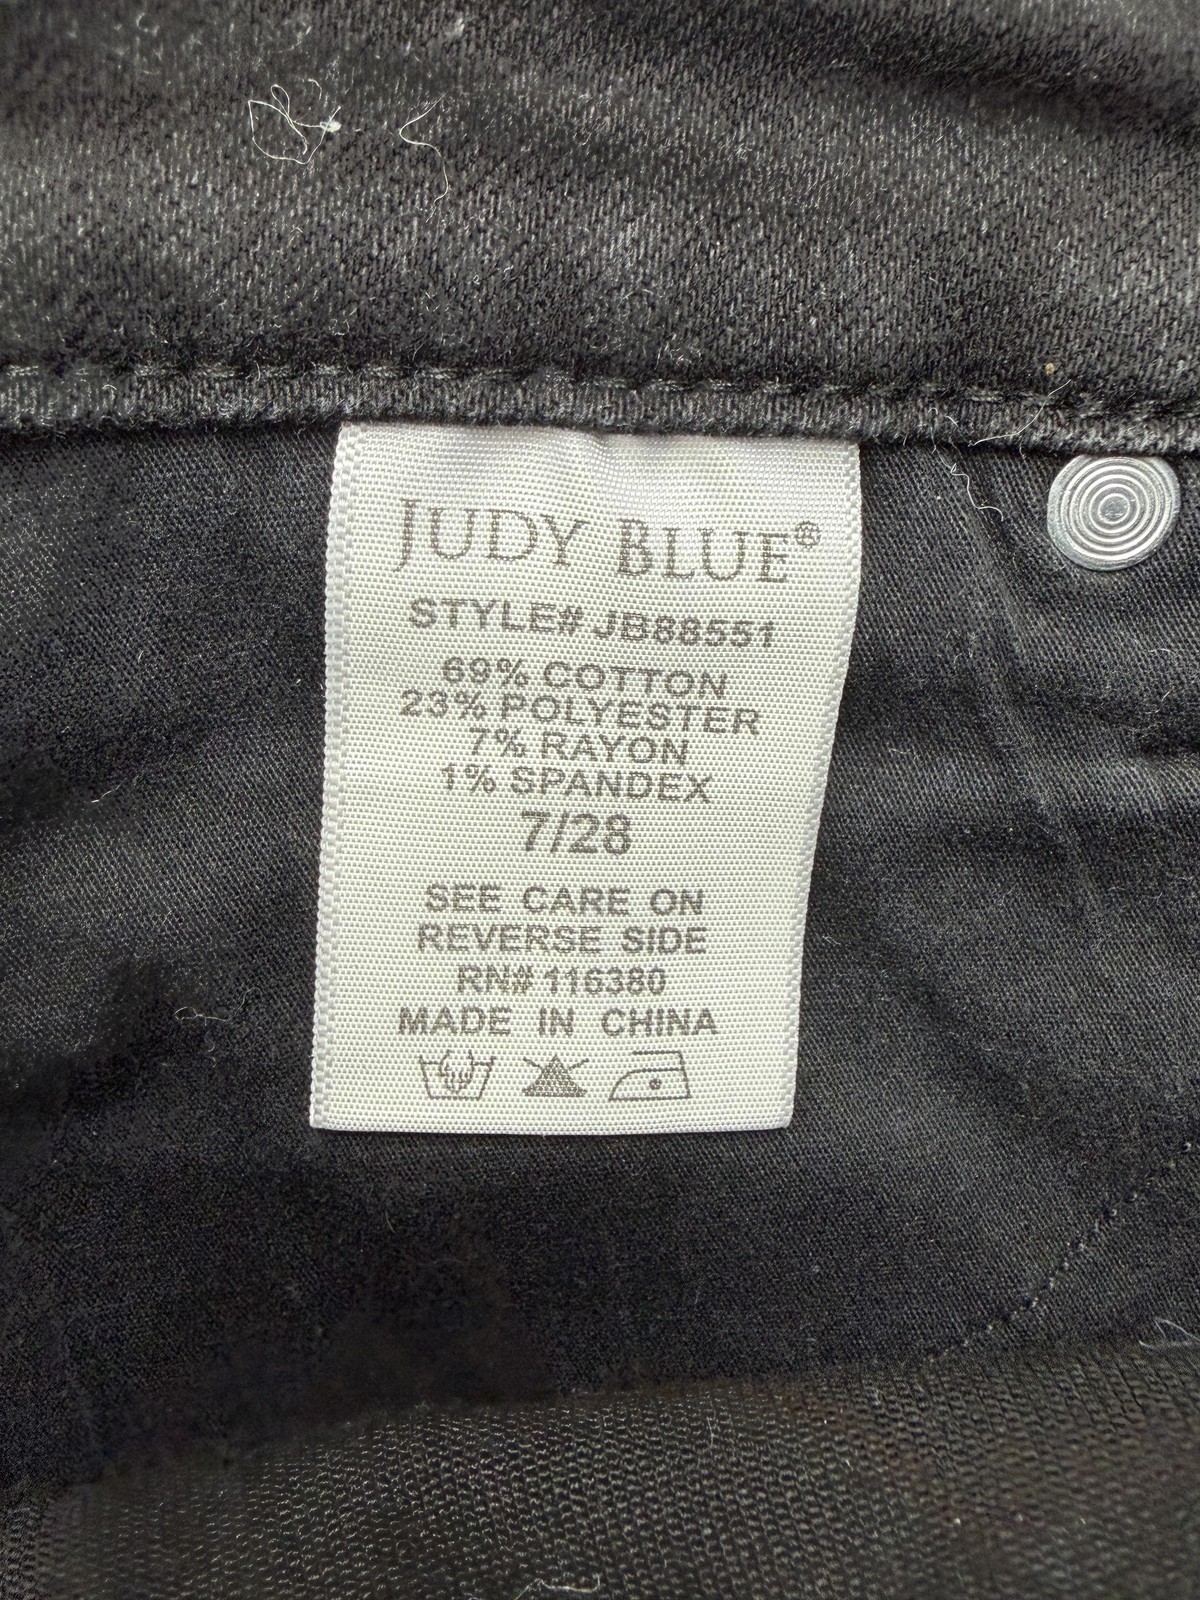 JUDY BLUE®
STYLE# JB88551
69% COTTON
23% POLYESTER
7% RAYON
1% SPANDEX
7/28
SEE CARE ON
REVERSE SIDE
RN# 116380
MADE IN CHINA